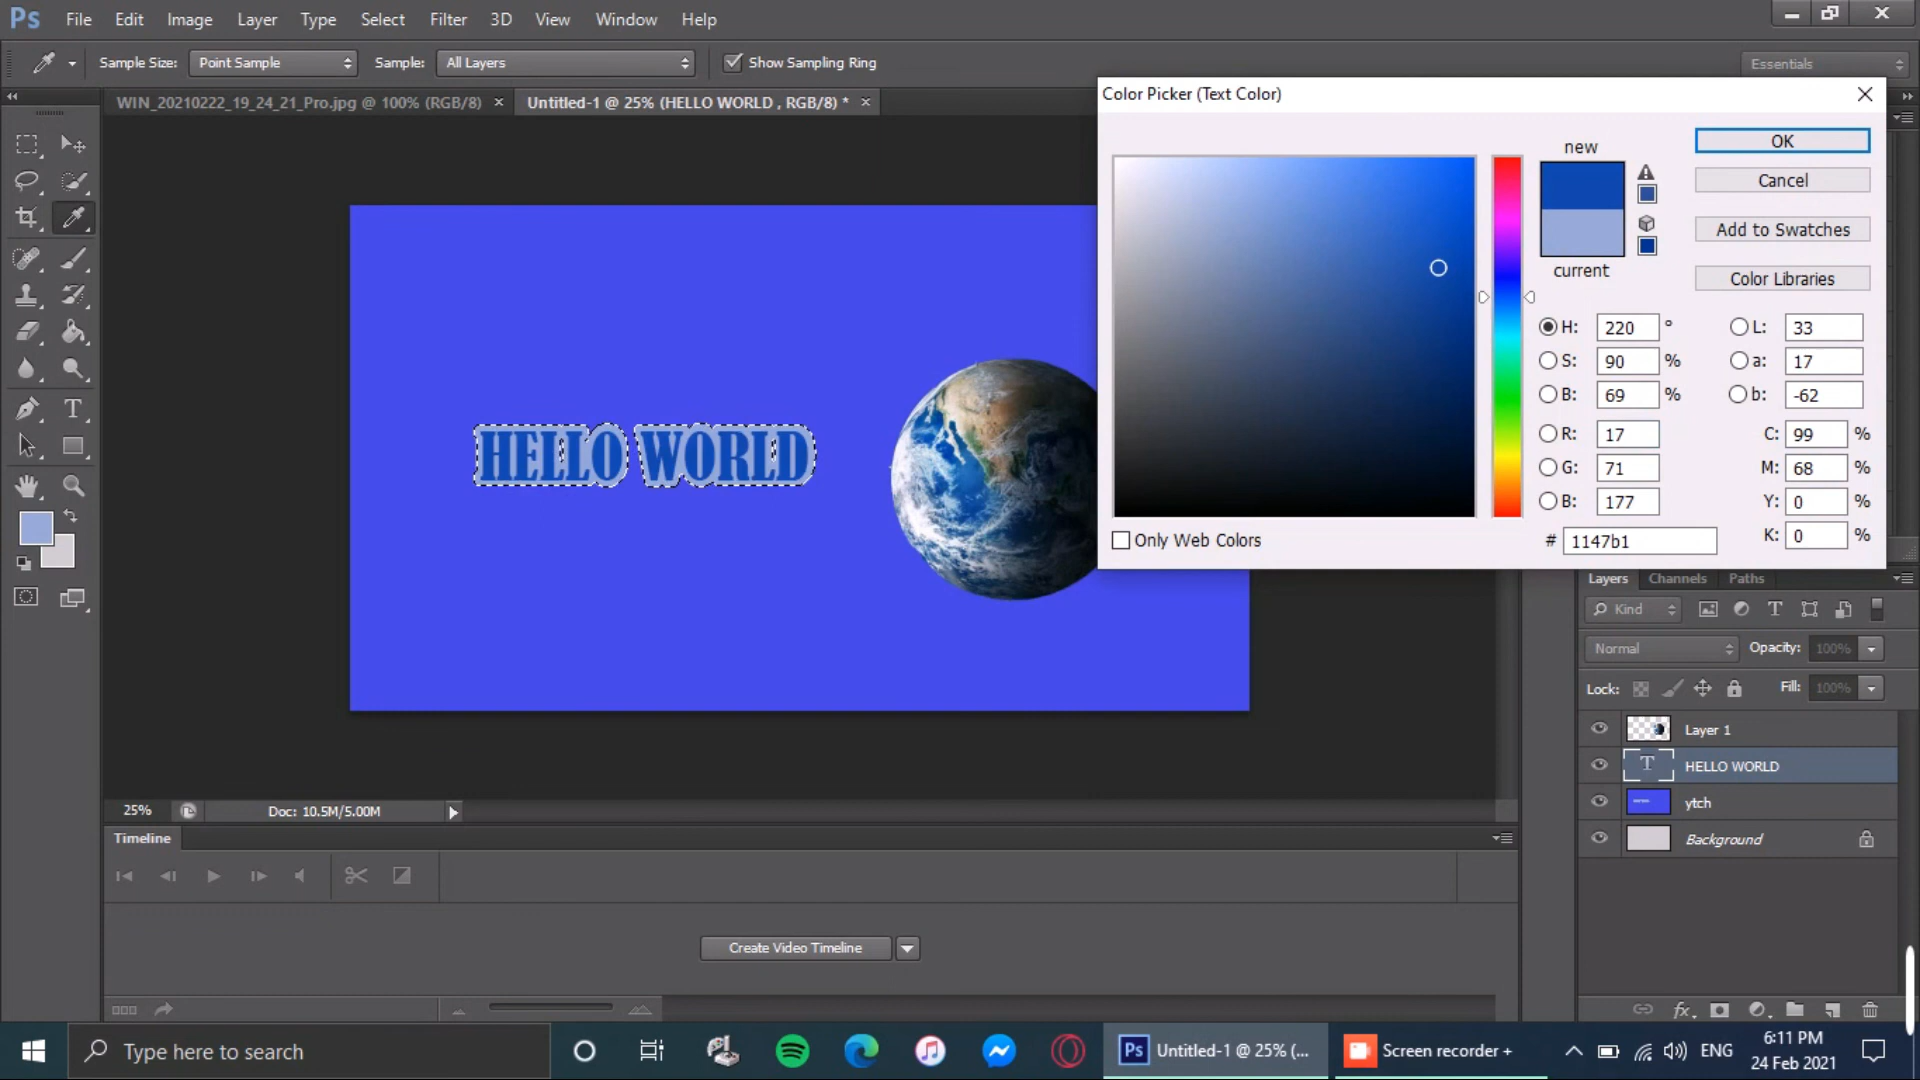 Ps File Edit Image Layer Type Select Filter 3D View Window Help
Sample Size: Point Sample Sample: All Layers Show Sampling Ring Essentials
WIN_20210222_19_24_21_Pro.jpg @ 100% (RGB/8) × Untitled-1 @ 25% (HELLO WORLD , RGB/8) * ×
Color Picker (Text Color)
new
current
OK
Cancel
Add to Swatches
Color Libraries
H: 220 ° L: 33
S: 90 % a: 17
B: 69 % b: -62
R: 17 C: 99 %
G: 71 M: 68 %
B: 177 Y: 0 %
# 1147b1 K: 0 %
Only Web Colors
HELLO WORLD
Layers Channels Paths
Kind
Normal Opacity: 100%
Lock: Fill: 100%
Layer 1
T HELLO WORLD
ytch
Background
25% Doc: 10.5M/5.00M
Timeline
Create Video Timeline
fx
Type here to search
Ps Untitled-1 @ 25% (...
Screen recorder +
ENG
6:11 PM
24 Feb 2021